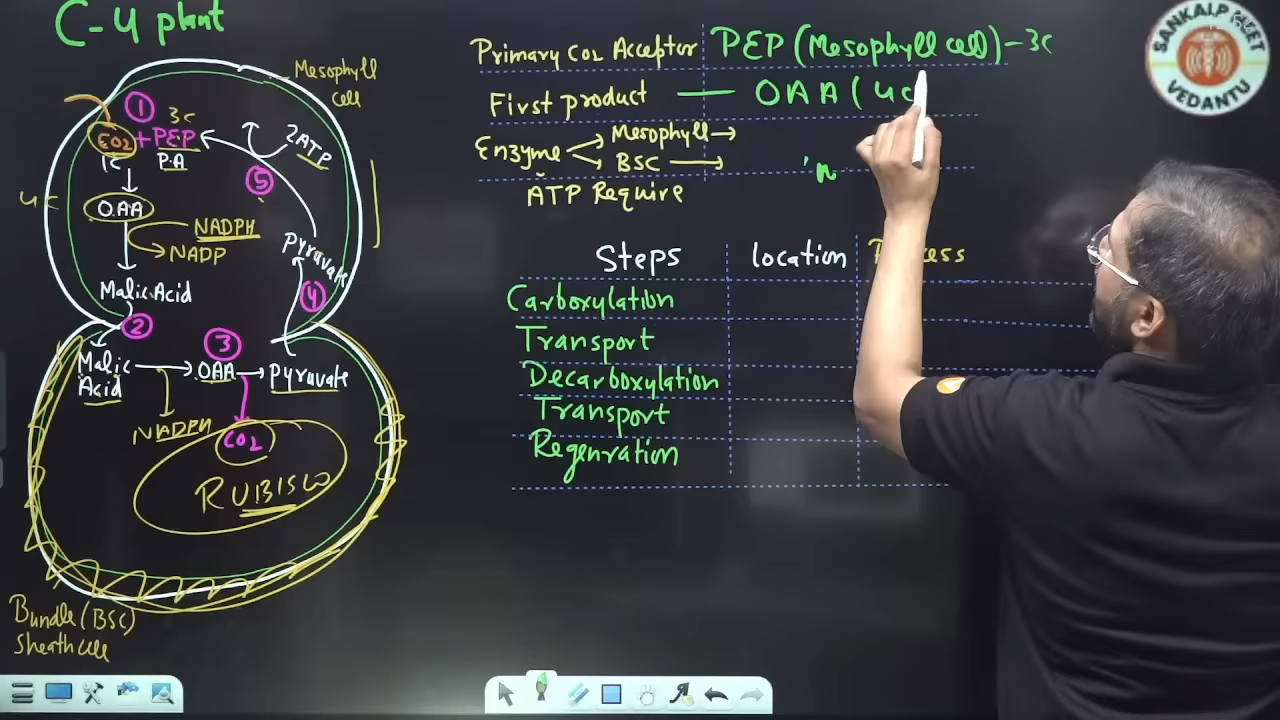 C-4 plant
Mesophyll
cell
①
3C
CO2 + PEP
1C P.A
2ATP
⑤
4C
OAA
NADPH
NADP
Pyruvate
Malic Acid
④
②
③
Malic
Acid
OAA
Pyruvate
NADPH
CO2
RUBISCO
Bundle (BSC)
Sheath cell
Primary CO2 Acceptor PEP (Mesophyll cell) - 3C
First product — OAA (4C
Enzyme Mesophyll
BSC
ATP Require
Steps location
Carboxylation
Transport
Decarboxylation
Transport
Regenration
SANKALP NEET
VEDANTU